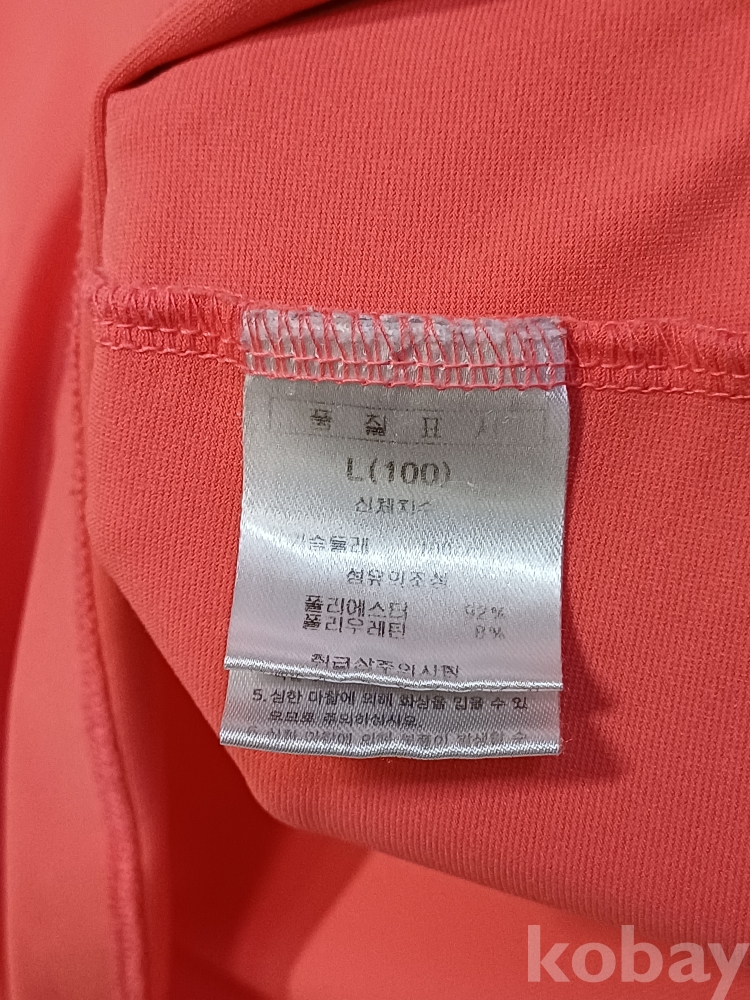 품 질 표
L(100)
신체치수
가슴둘레
섬유의조성
폴리에스터 92%
폴리우레탄 8%
취급상주의사항
5. 심한 마찰에 의해 화상을 입을 수 있
으므로 주의하십시오.
kobay